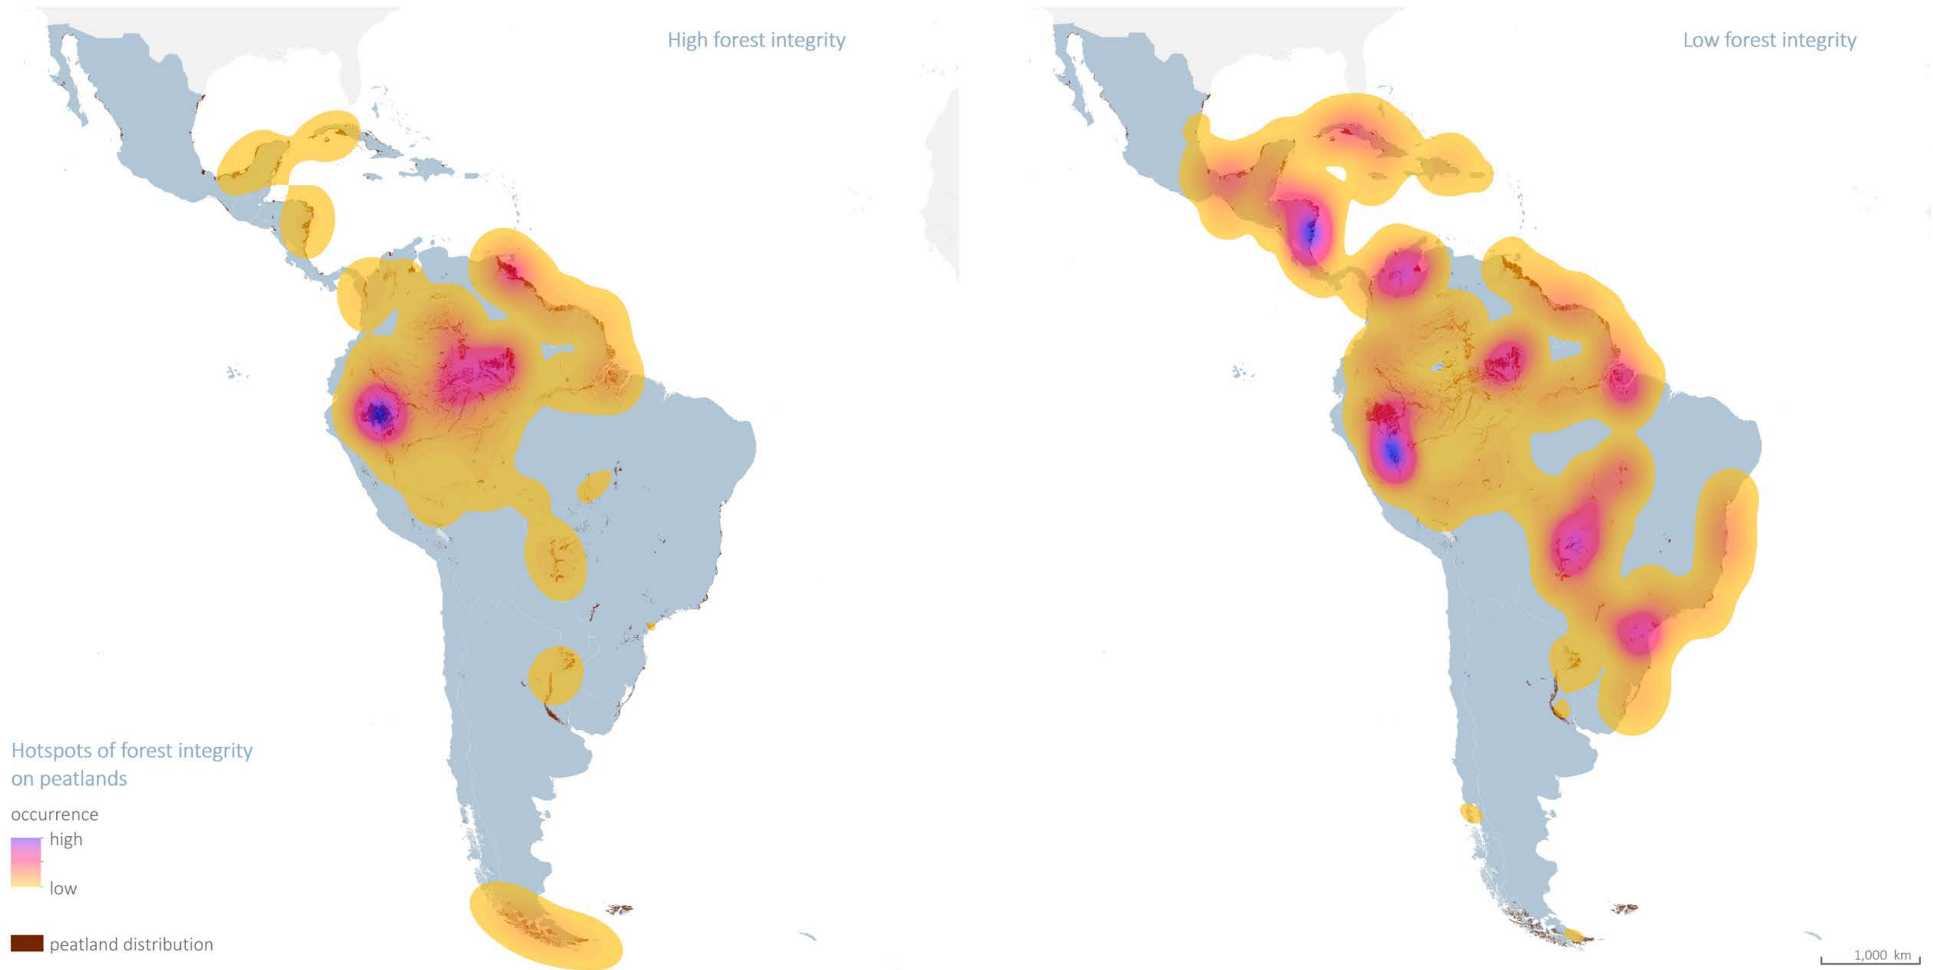 High forest integrity
Low forest integrity
Hotspots of forest integrity
on peatlands
occurrence
high
low
peatland distribution
1,000 km